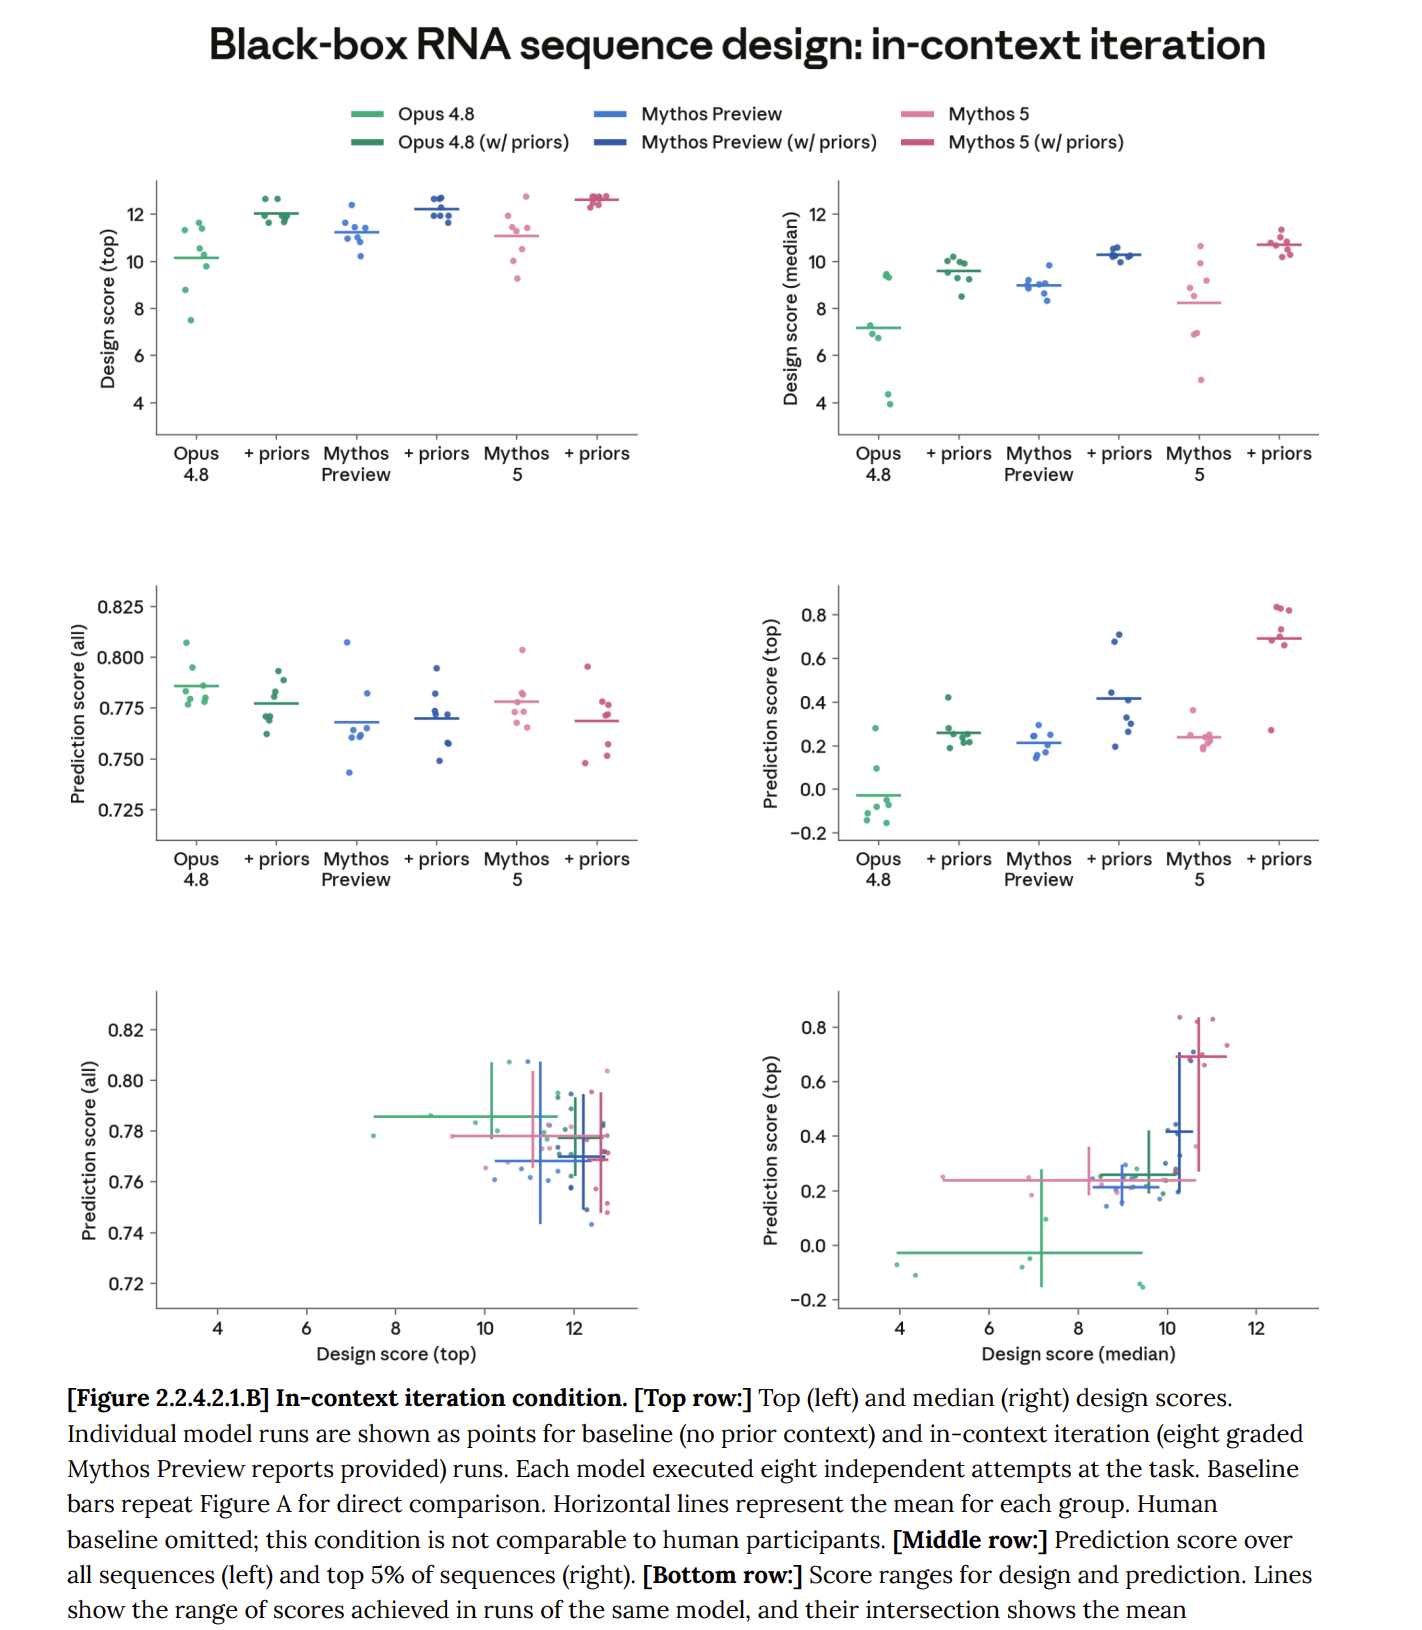 Black-box RNA sequence design: in-context iteration
Opus 4.8
Mythos Preview
Mythos 5
Opus 4.8 (w/ priors)
Mythos Preview (w/ priors)
Mythos 5 (w/ priors)
Design score (top)
12
10
8
6
4
Opus 4.8
+ priors
Mythos Preview
+ priors
Mythos 5
+ priors
Design score (median)
12
10
8
6
4
Opus 4.8
+ priors
Mythos Preview
+ priors
Mythos 5
+ priors
Prediction score (all)
0.825
0.800
0.775
0.750
0.725
Opus 4.8
+ priors
Mythos Preview
+ priors
Mythos 5
+ priors
Prediction score (top)
0.8
0.6
0.4
0.2
0.0
−0.2
Opus 4.8
+ priors
Mythos Preview
+ priors
Mythos 5
+ priors
Prediction score (all)
0.82
0.80
0.78
0.76
0.74
0.72
4 6 8 10 12
Design score (top)
Prediction score (top)
0.8
0.6
0.4
0.2
0.0
−0.2
4 6 8 10 12
Design score (median)
[Figure 2.2.4.2.1.B] In-context iteration condition. [Top row:] Top (left) and median (right) design scores.
Individual model runs are shown as points for baseline (no prior context) and in-context iteration (eight graded
Mythos Preview reports provided) runs. Each model executed eight independent attempts at the task. Baseline
bars repeat Figure A for direct comparison. Horizontal lines represent the mean for each group. Human
baseline omitted; this condition is not comparable to human participants. [Middle row:] Prediction score over
all sequences (left) and top 5% of sequences (right). [Bottom row:] Score ranges for design and prediction. Lines
show the range of scores achieved in runs of the same model, and their intersection shows the mean